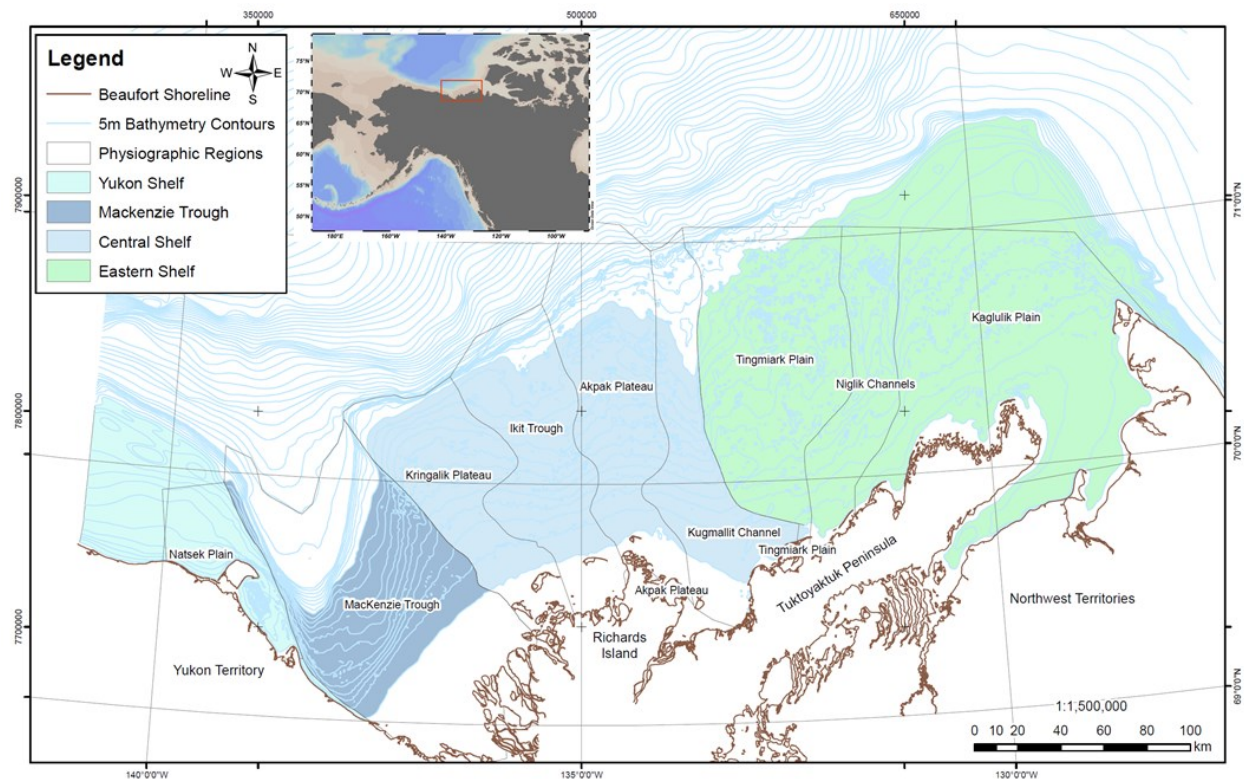 350000
500000
650000
Legend
N
W E
S
Beaufort Shoreline
5m Bathymetry Contours
Physiographic Regions
Yukon Shelf
Mackenzie Trough
Central Shelf
Eastern Shelf
75°N
70°N
65°N
60°N
55°N
50°N
180°E
160°W
140°W
120°W
100°W
7900000
7800000
7700000
71°0'0"N
70°0'0"N
69°0'0"N
Kaglulik Plain
Tingmiark Plain
Niglik Channels
Akpak Plateau
Ikit Trough
Kringalik Plateau
Kugmallit Channel
Tingmiark Plain
Natsek Plain
MacKenzie Trough
Akpak Plateau
Tuktoyaktuk Peninsula
Northwest Territories
Richards
Island
Yukon Territory
1:1,500,000
0 10 20 40 60 80 100
km
140°0'0"W
135°0'0"W
130°0'0"W